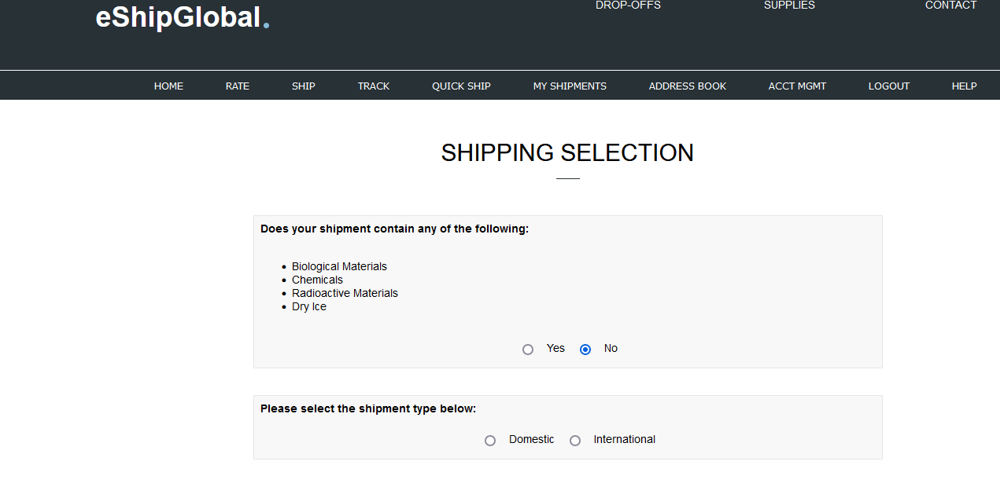 eShipGlobal.
DROP-OFFS SUPPLIES CONTACT
HOME RATE SHIP TRACK QUICK SHIP MY SHIPMENTS ADDRESS BOOK ACCT MGMT LOGOUT HELP
SHIPPING SELECTION
Does your shipment contain any of the following:
• Biological Materials
• Chemicals
• Radioactive Materials
• Dry Ice
Yes No
Please select the shipment type below:
Domestic International